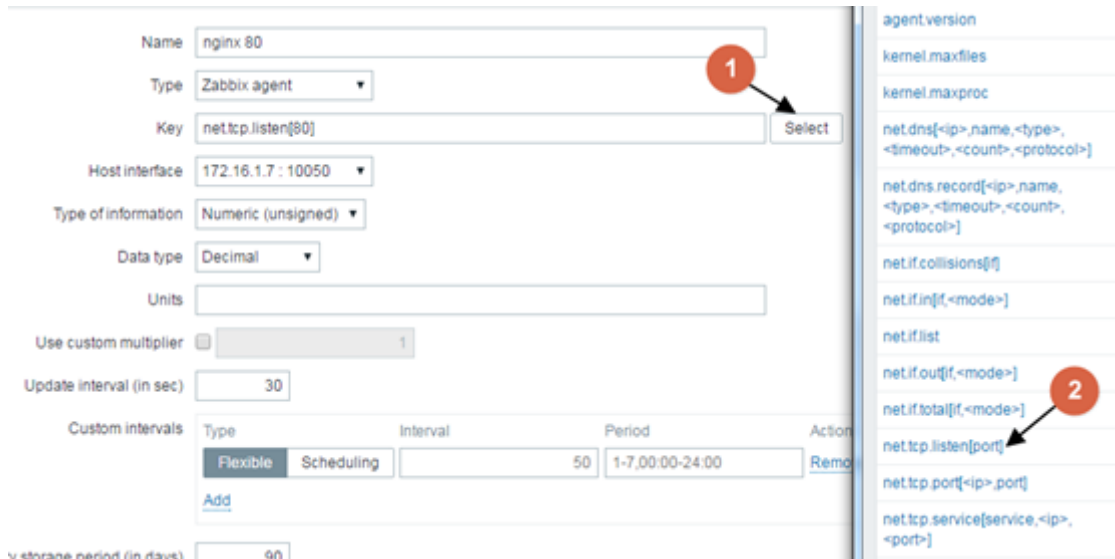 Name nginx 80
Type Zabbix agent
Key net.tcp.listen[80] Select
1
Host interface 172.16.1.7 : 10050
Type of information Numeric (unsigned)
Data type Decimal
Units
Use custom multiplier 1
Update interval (in sec) 30
Custom intervals Type Interval Period Action
Flexible Scheduling 50 1-7,00:00-24:00 Remo
Add
y storage period (in days) 90
agent.version
kernel.maxfiles
kernel.maxproc
net.dns[<ip>,name,<type>,
<timeout>,<count>,<protocol>]
net.dns.record[<ip>,name,
<type>,<timeout>,<count>,
<protocol>]
net.if.collisions[if]
net.if.in[if,<mode>]
net.if.list
net.if.out[if,<mode>]
2
net.if.total[if,<mode>]
net.tcp.listen[port]
net.tcp.port[<ip>,port]
net.tcp.service[service,<ip>,
<port>]